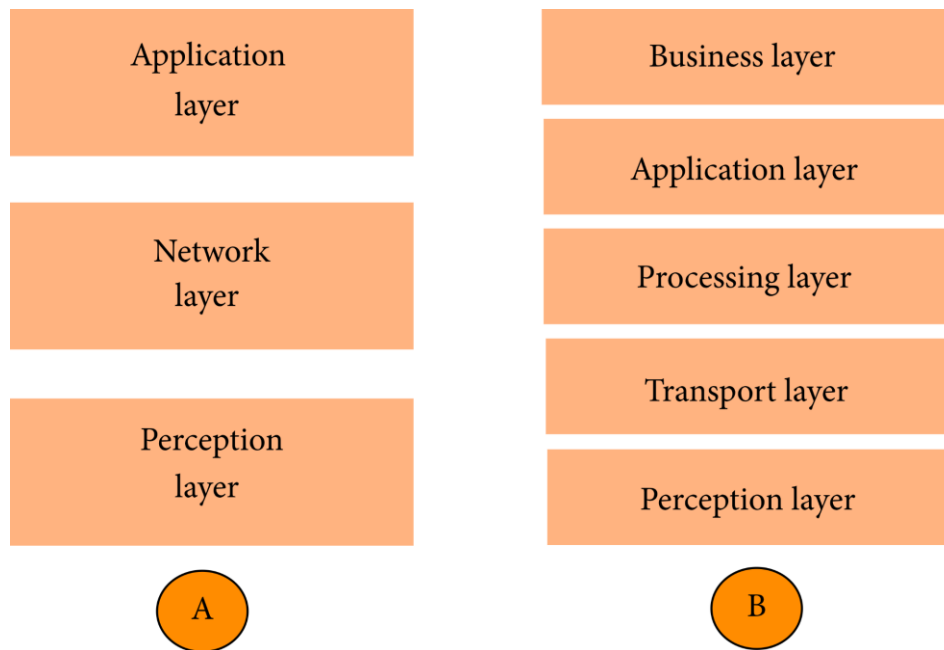 Application
layer
Network
layer
Perception
layer
A
Business layer
Application layer
Processing layer
Transport layer
Perception layer
B